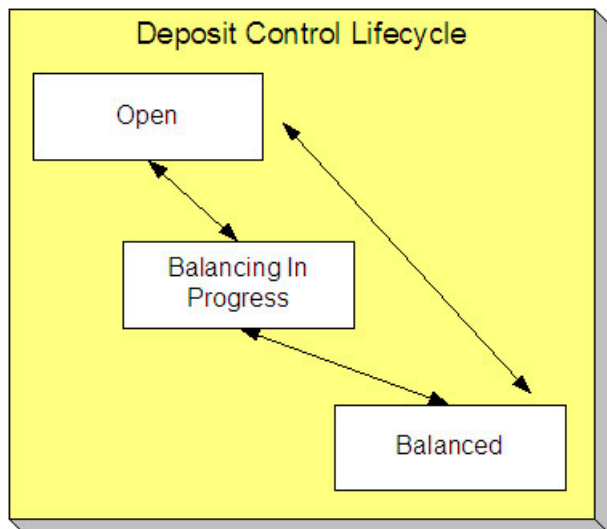 Deposit Control Lifecycle
Open
Balancing In
Progress
Balanced